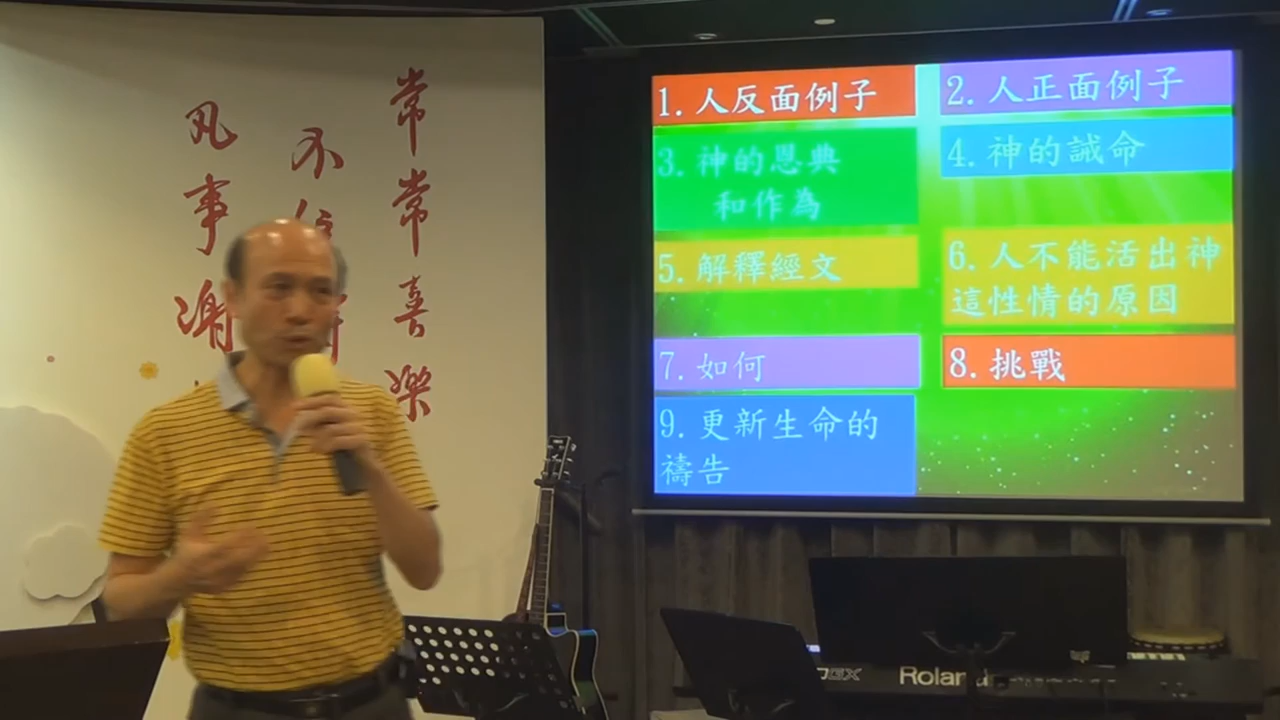 常常喜樂
不
凡事謝
1. 人反面例子
2. 人正面例子
3. 神的恩典
和作為
4. 神的誡命
5. 解釋經文
6. 人不能活出神
這性情的原因
7. 如何
8. 挑戰
9. 更新生命的
禱告
Roland